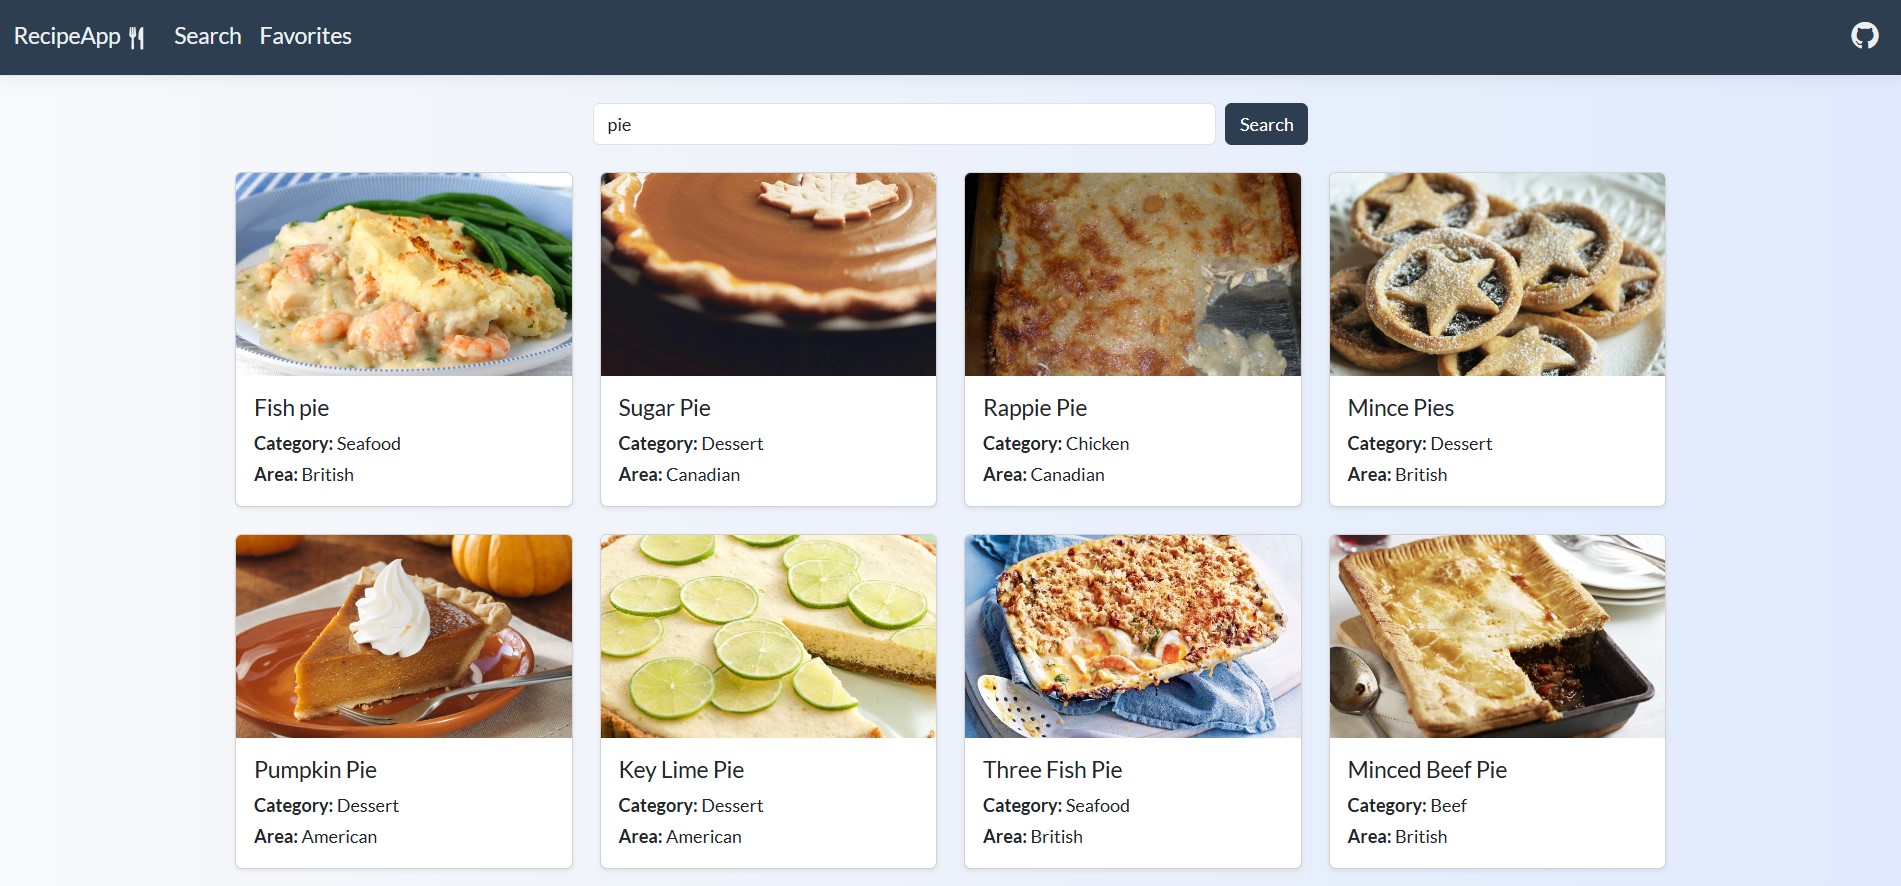 RecipeApp Search Favorites
pie
Search
Fish pie
Category: Seafood
Area: British
Sugar Pie
Category: Dessert
Area: Canadian
Rappie Pie
Category: Chicken
Area: Canadian
Mince Pies
Category: Dessert
Area: British
Pumpkin Pie
Category: Dessert
Area: American
Key Lime Pie
Category: Dessert
Area: American
Three Fish Pie
Category: Seafood
Area: British
Minced Beef Pie
Category: Beef
Area: British